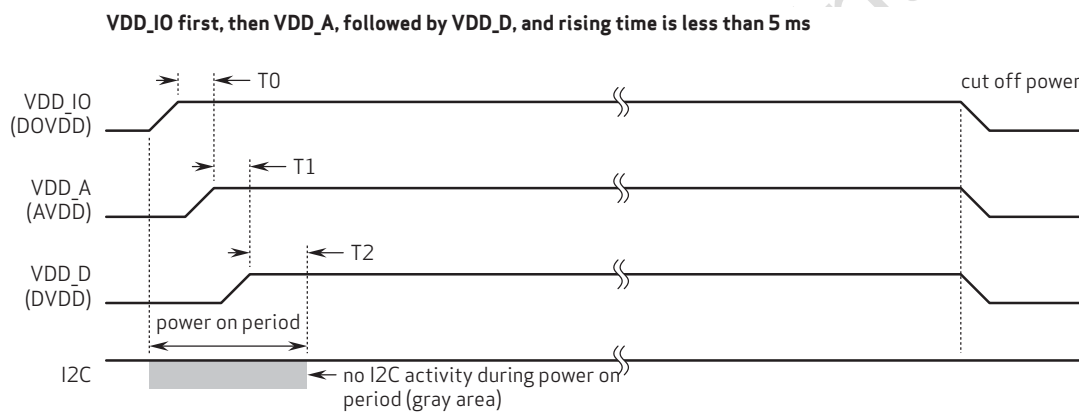 VDD_IO first, then VDD_A, followed by VDD_D, and rising time is less than 5 ms
T0
cut off power
VDD_IO
(DOVDD)
T1
VDD_A
(AVDD)
T2
VDD_D
(DVDD)
power on period
I2C
no I2C activity during power on
period (gray area)